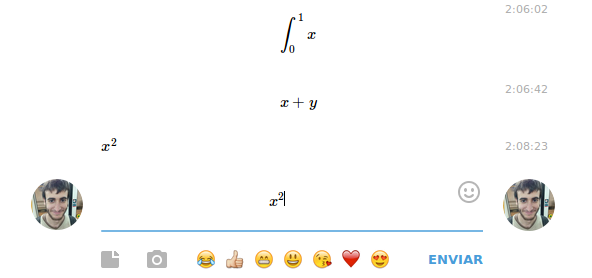 2:06:02
∫₀¹ x
2:06:42
x + y
x² 2:08:23
x²
ENVIAR